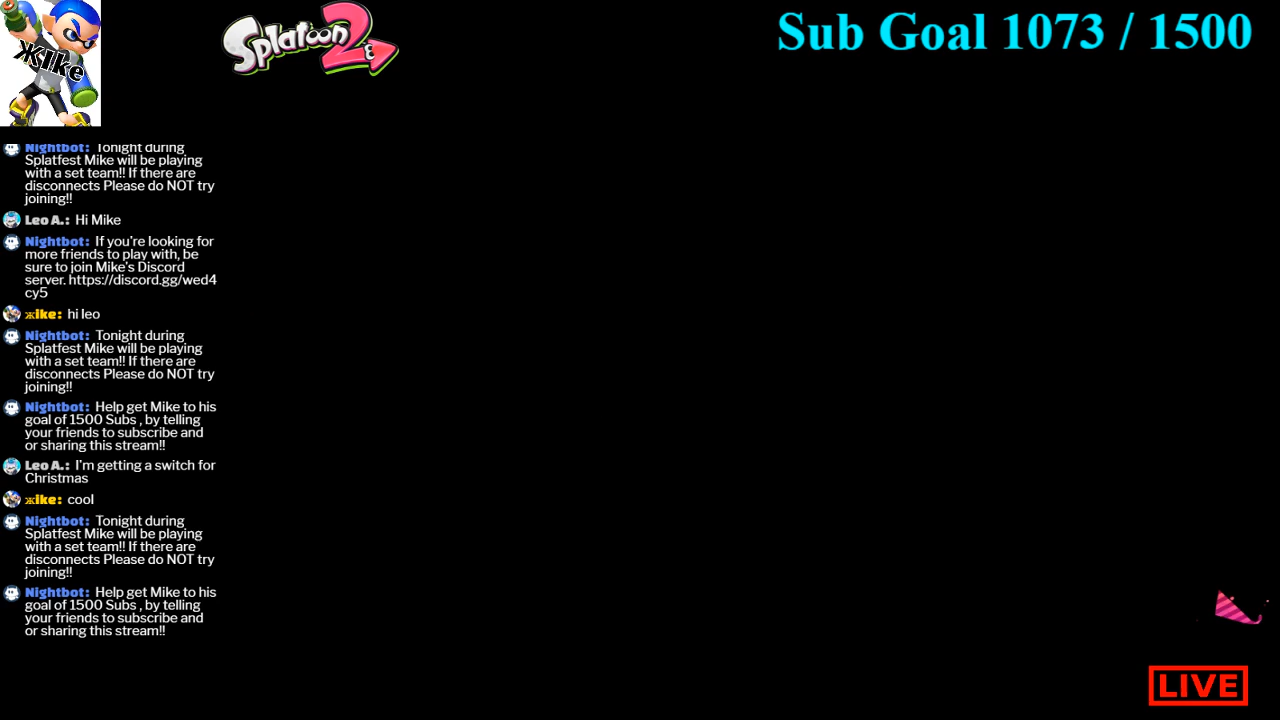 Sub Goal 1073 / 1500
Splatoon 2
Жike
Nightbot: Tonight during
Splatfest Mike will be playing
with a set team!! If there are
disconnects Please do NOT try
joining!!
Leo A.: Hi Mike
Nightbot: If you're looking for
more friends to play with, be
sure to join Mike's Discord
server. https://discord.gg/wed4
cy5
жike: hi leo
Nightbot: Tonight during
Splatfest Mike will be playing
with a set team!! If there are
disconnects Please do NOT try
joining!!
Nightbot: Help get Mike to his
goal of 1500 Subs , by telling
your friends to subscribe and
or sharing this stream!!
Leo A.: I'm getting a switch for
Christmas
жike: cool
Nightbot: Tonight during
Splatfest Mike will be playing
with a set team!! If there are
disconnects Please do NOT try
joining!!
Nightbot: Help get Mike to his
goal of 1500 Subs , by telling
your friends to subscribe and
or sharing this stream!!
LIVE